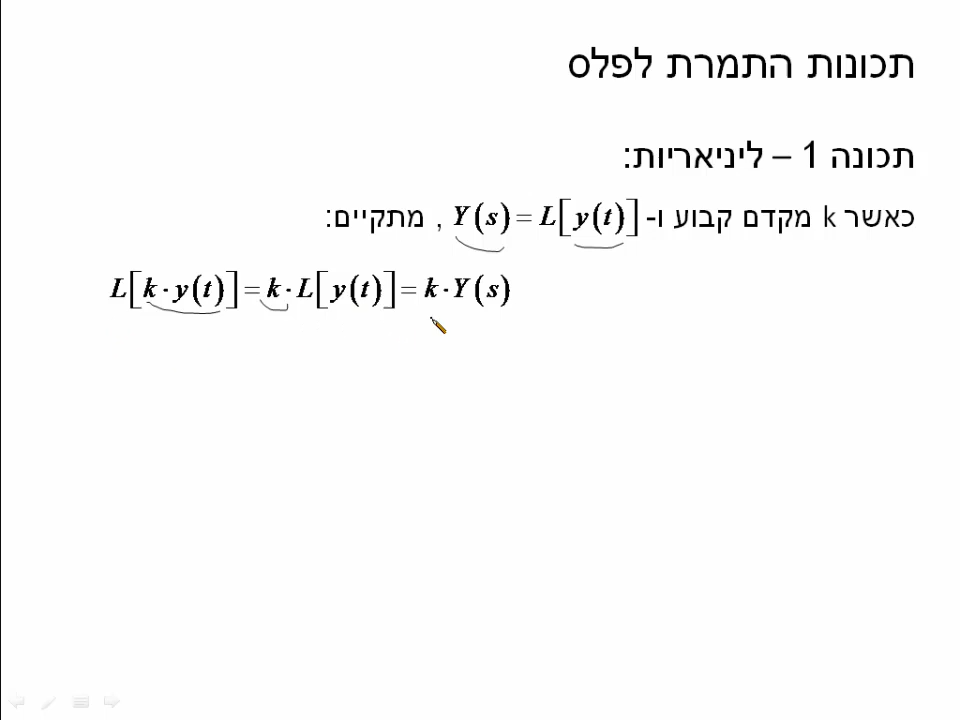 תכונות התמרת לפלס
תכונה 1 – ליניאריות:
כאשר k מקדם קבוע ו- Y(s) = L[y(t)] , מתקיים:
L[k·y(t)] = k·L[y(t)] = k·Y(s)